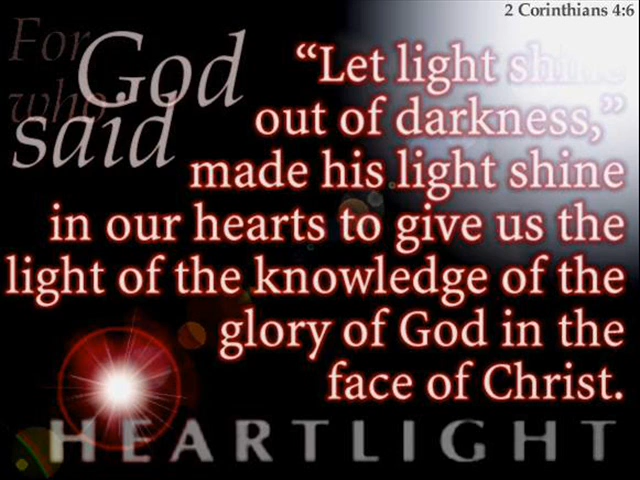 2 Corinthians 4:6
For God
who said
“Let light shine
out of darkness,”
made his light shine
in our hearts to give us the
light of the knowledge of the
glory of God in the
face of Christ.
HEARTLIGHT